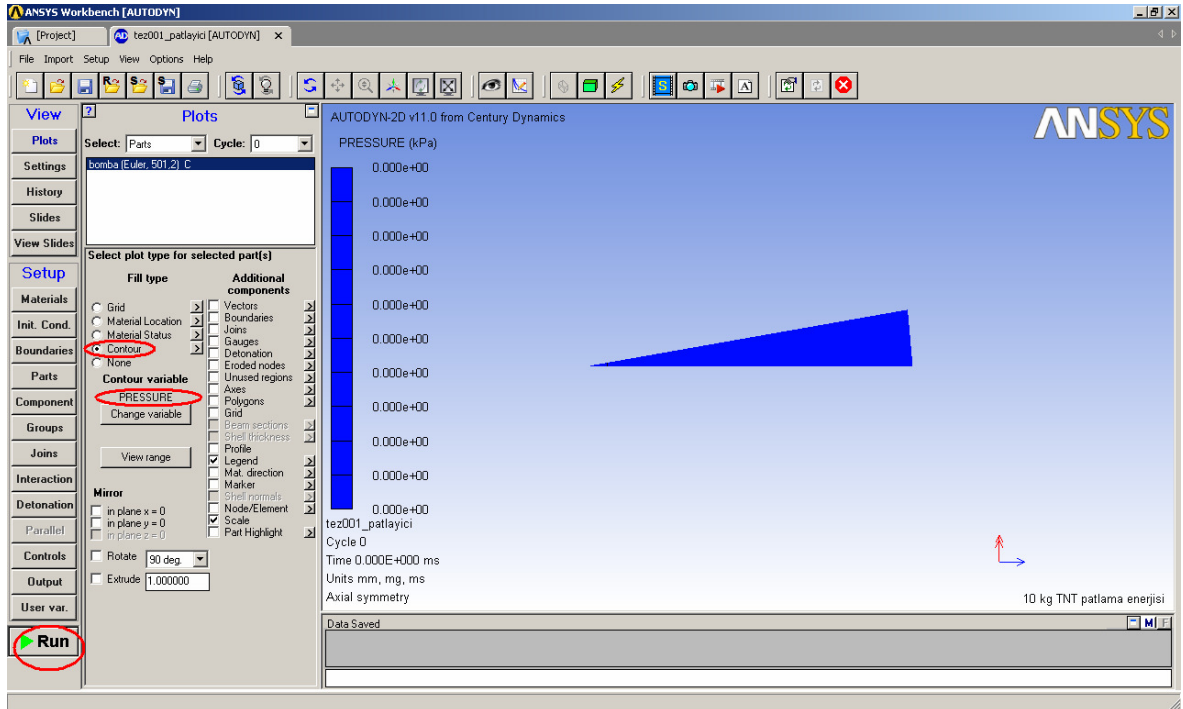 ANSYS Workbench [AUTODYN]
[Project]
AD tez001_patlayici [AUTODYN]
File Import Setup View Options Help
View
Plots
Settings
History
Slides
View Slides
Setup
Materials
Init. Cond.
Boundaries
Parts
Component
Groups
Joins
Interaction
Detonation
Parallel
Controls
Output
User var.
Run
? Plots
Select: Parts Cycle: 0
bomba (Euler, 501,2) C
Select plot type for selected part(s)
Fill type
Grid
Material Location
Material Status
Contour
None
Contour variable
PRESSURE
Change variable
View range
Mirror
in plane x = 0
in plane y = 0
in plane z = 0
Rotate 90 deg.
Extrude 1.000000
Additional
components
Vectors
Boundaries
Joins
Gauges
Detonation
Eroded nodes
Unused regions
Axes
Polygons
Grid
Beam sections
Shell thickness
Profile
Legend
Mat. direction
Marker
Shell normals
Node/Element
Scale
Part Highlight
AUTODYN-2D v11.0 from Century Dynamics
ANSYS
PRESSURE (kPa)
0.000e+00
0.000e+00
0.000e+00
0.000e+00
0.000e+00
0.000e+00
0.000e+00
0.000e+00
0.000e+00
0.000e+00
0.000e+00
tez001_patlayici
Cycle 0
Time 0.000E+000 ms
Units mm, mg, ms
Axial symmetry
10 kg TNT patlama enerjisi
Data Saved
M F